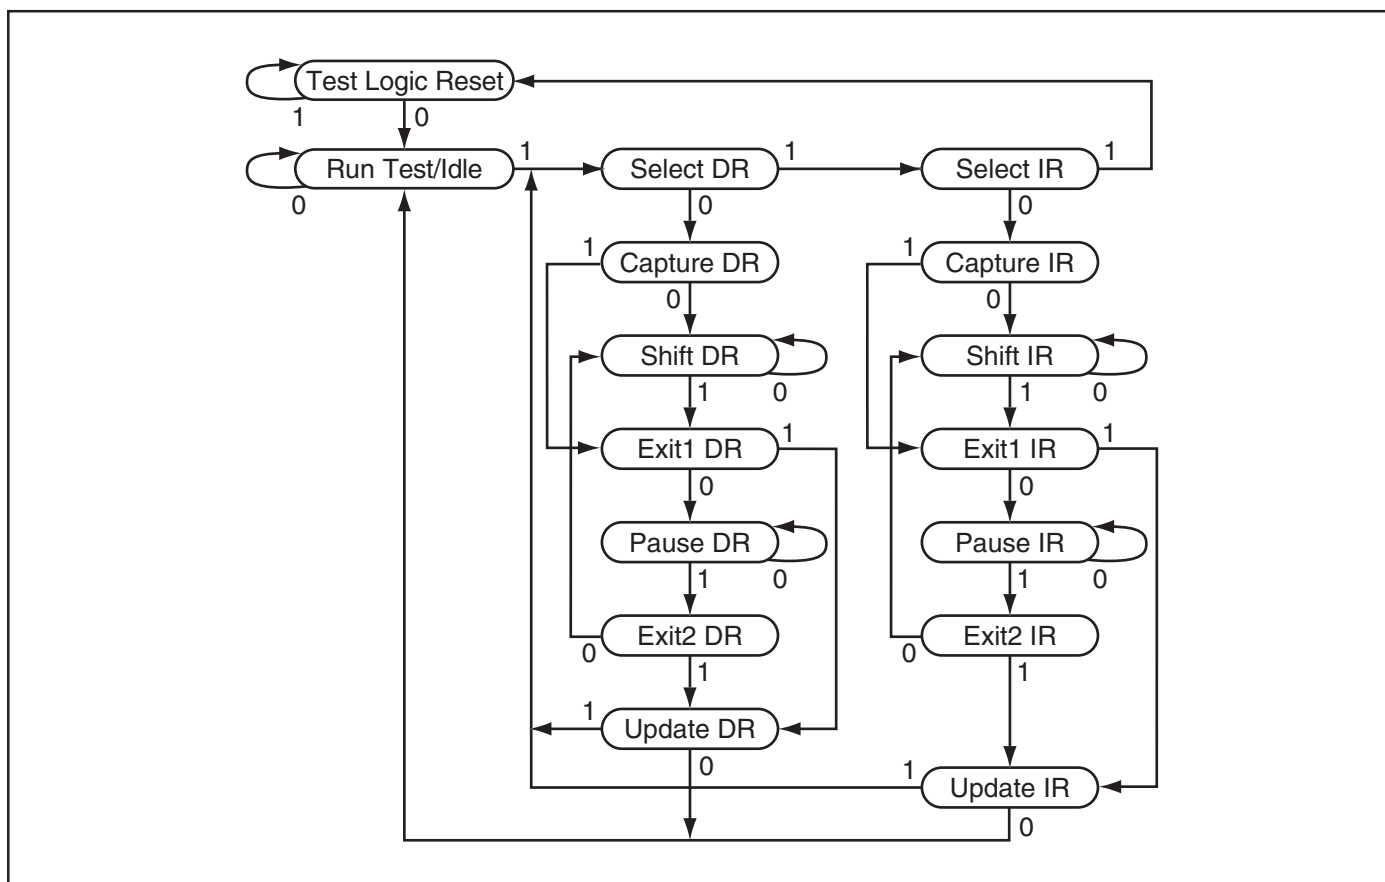 Test Logic Reset
1 0
Run Test/Idle 1 Select DR 1 Select IR 1
0 0 0
1 Capture DR 1 Capture IR
0 0
Shift DR Shift IR
1 0 1 0
Exit1 DR 1 Exit1 IR 1
0 0
Pause DR Pause IR
1 0 1 0
Exit2 DR Exit2 IR
0 1 0 1
1 Update DR
0 1
Update IR
0